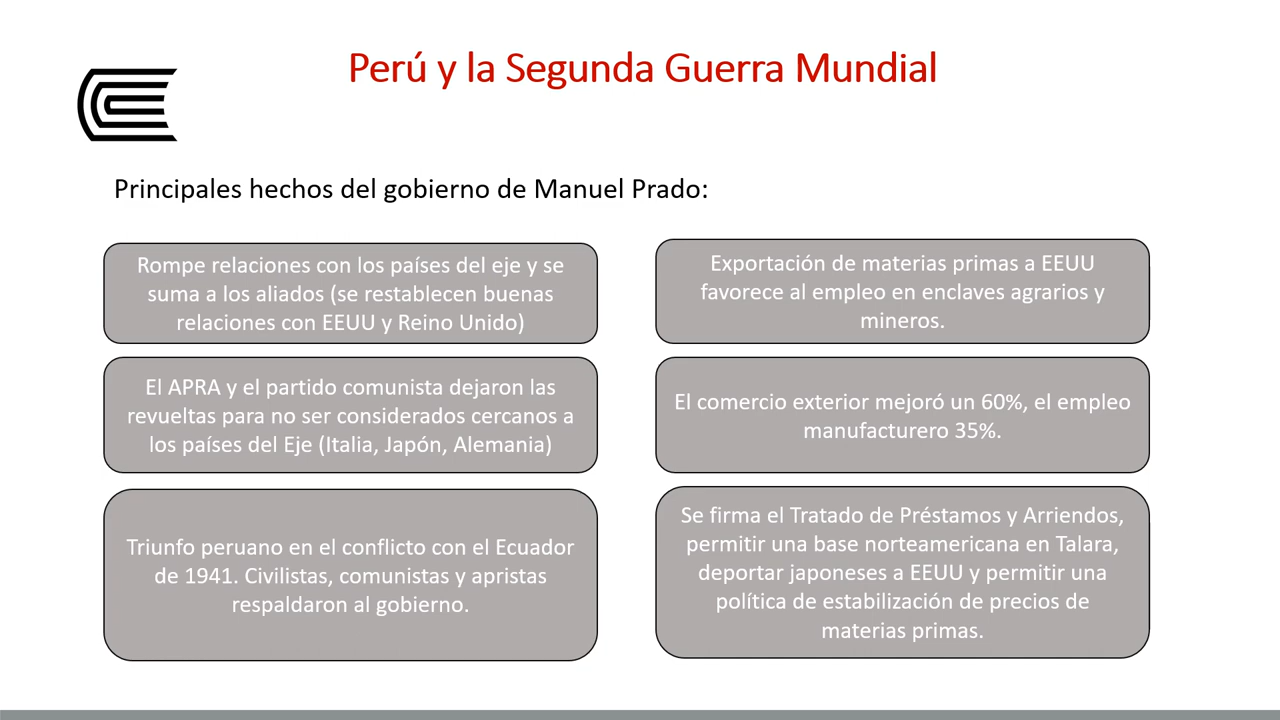 Perú y la Segunda Guerra Mundial
Principales hechos del gobierno de Manuel Prado:
Rompe relaciones con los países del eje y se
suma a los aliados (se restablecen buenas
relaciones con EEUU y Reino Unido)
Exportación de materias primas a EEUU
favorece al empleo en enclaves agrarios y
mineros.
El APRA y el partido comunista dejaron las
revueltas para no ser considerados cercanos a
los países del Eje (Italia, Japón, Alemania)
El comercio exterior mejoró un 60%, el empleo
manufacturero 35%.
Triunfo peruano en el conflicto con el Ecuador
de 1941. Civilistas, comunistas y apristas
respaldaron al gobierno.
Se firma el Tratado de Préstamos y Arriendos,
permitir una base norteamericana en Talara,
deportar japoneses a EEUU y permitir una
política de estabilización de precios de
materias primas.